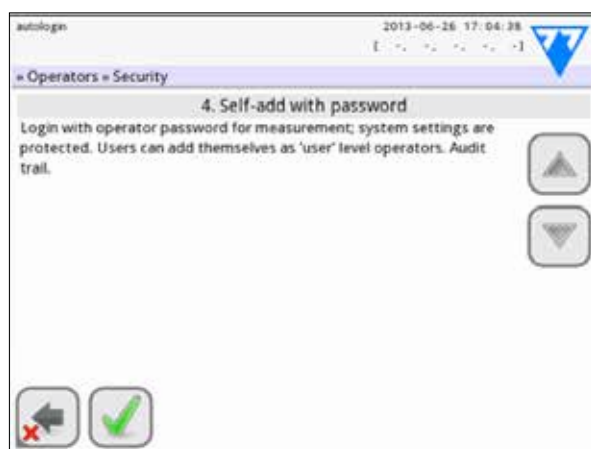 autologin
2013-06-26 17:04:38
[ -. -. -. -. -]
77
« Operators » Security
4. Self-add with password
Login with operator password for measurement; system settings are
protected. Users can add themselves as 'user' level operators. Audit
trail.